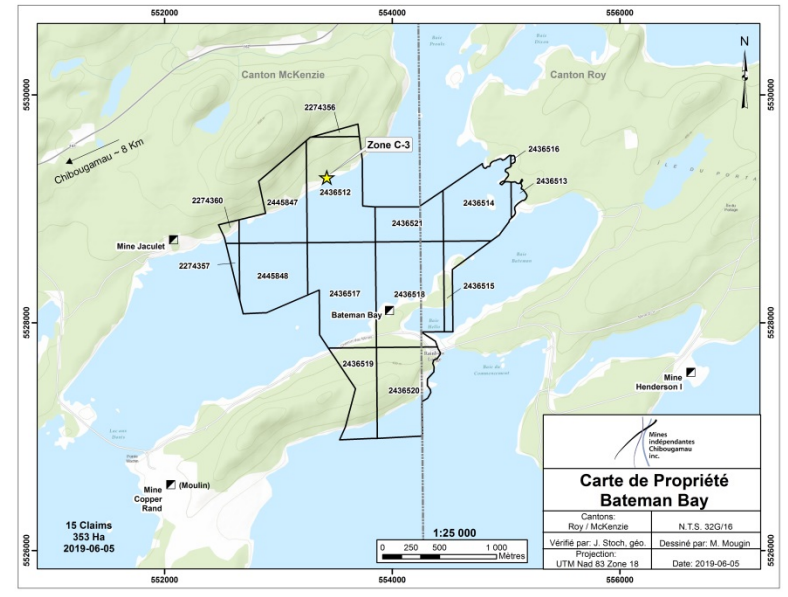 552000
554000
556000
5530000
5530000
Canton McKenzie
Canton Roy
N
2274356
Chibougamau ~ 8 Km
Zone C-3
2436516
2436513
2436512
2445847
2436514
2274360
2436521
Mine Jaculet
2274357
2445848
2436517
2436518
2436515
Bateman Bay
5528000
5528000
2436519
2436520
Mine
Henderson I
Mine
Copper
Rand
(Moulin)
15 Claims
353 Ha
2019-06-05
1:25 000
0 250 500 1 000
Mètres
Mines
indépendantes
Chibougamau
inc.
Carte de Propriété
Bateman Bay
Cantons:
Roy / McKenzie
N.T.S. 32G/16
Vérifié par: J. Stoch, géo.
Dessiné par: M. Mougin
Projection:
UTM Nad 83 Zone 18
Date: 2019-06-05
5526000
5526000
552000
554000
556000